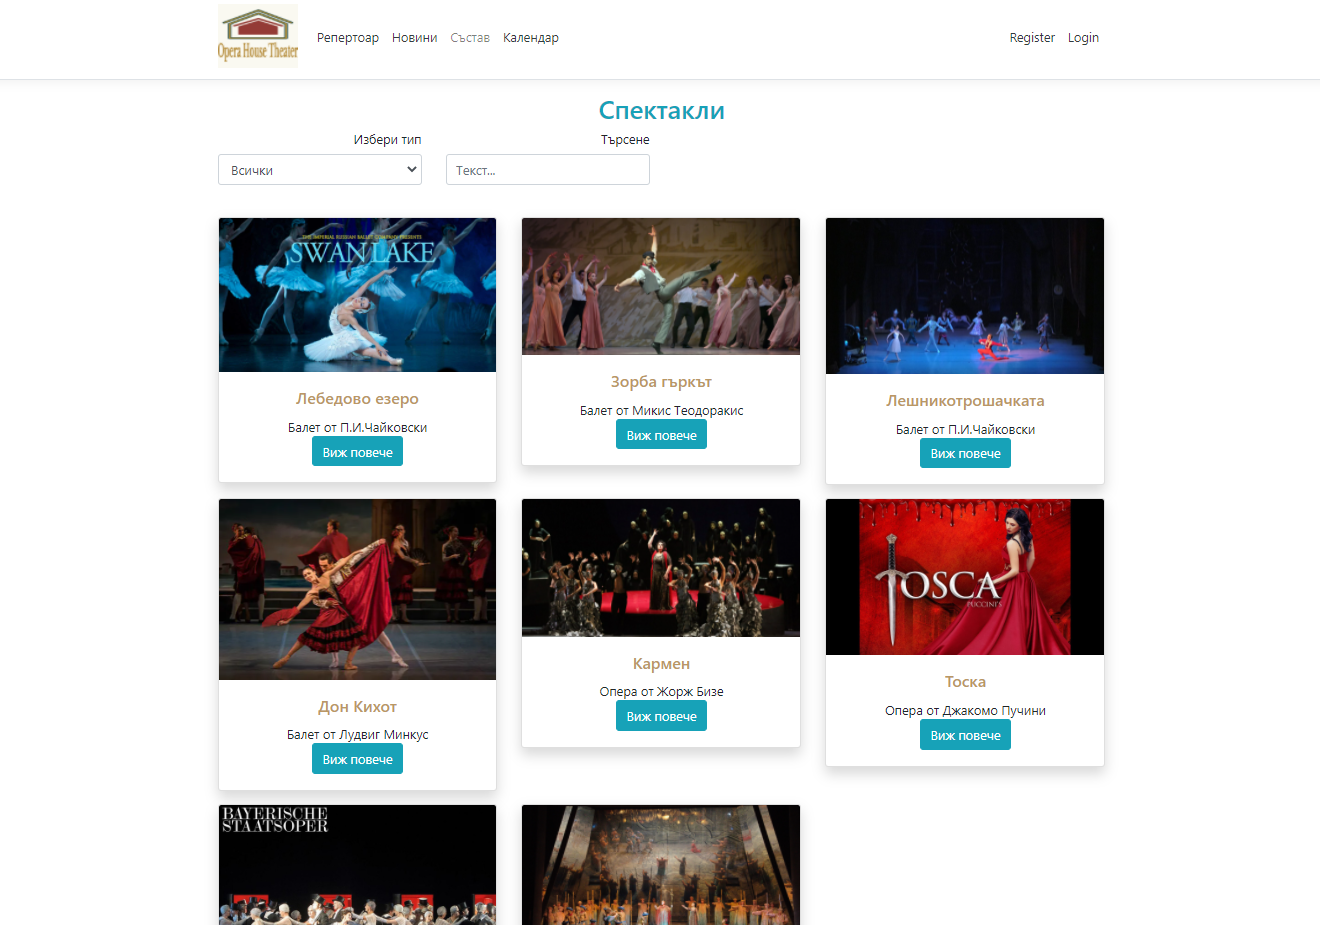 Opera House Theater
Репертоар Новини Състав Календар
Register Login
Спектакли
Избери тип
Търсене
Всички
Текст...
THE IMPERIAL RUSSIAN BALLET COMPANY PRESENTS
SWAN LAKE
Лебедово езеро
Балет от П.И.Чайковски
Виж повече
Зорба гъркът
Балет от Микис Теодоракис
Виж повече
Лешникотрошачката
Балет от П.И.Чайковски
Виж повече
Дон Кихот
Балет от Лудвиг Минкус
Виж повече
Кармен
Опера от Жорж Бизе
Виж повече
TOSCA
PUCCINI'S
Тоска
Опера от Джакомо Пучини
Виж повече
BAYERISCHE
STAATSOPER